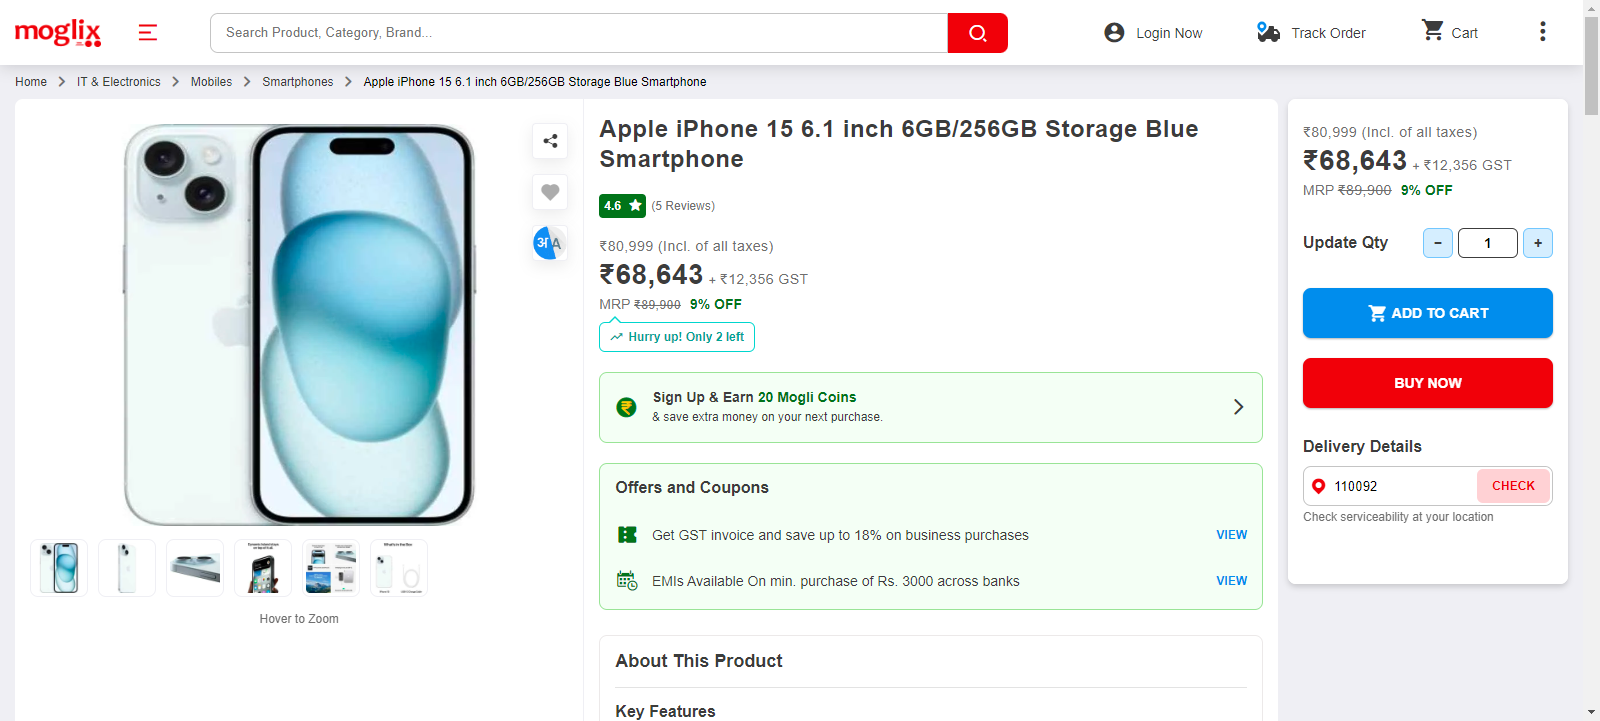 moglix
Search Product, Category, Brand...
Login Now
Track Order
Cart
Home > IT & Electronics > Mobiles > Smartphones > Apple iPhone 15 6.1 inch 6GB/256GB Storage Blue Smartphone
अ A
Hover to Zoom
Apple iPhone 15 6.1 inch 6GB/256GB Storage Blue
Smartphone
4.6 ★ (5 Reviews)
₹80,999 (Incl. of all taxes)
₹68,643 + ₹12,356 GST
MRP ₹89,900 9% OFF
Hurry up! Only 2 left
Sign Up & Earn 20 Mogli Coins
& save extra money on your next purchase.
Offers and Coupons
Get GST invoice and save up to 18% on business purchases VIEW
EMIs Available On min. purchase of Rs. 3000 across banks VIEW
About This Product
Key Features
₹80,999 (Incl. of all taxes)
₹68,643 + ₹12,356 GST
MRP ₹89,900 9% OFF
Update Qty - 1 +
ADD TO CART
BUY NOW
Delivery Details
110092 CHECK
Check serviceability at your location